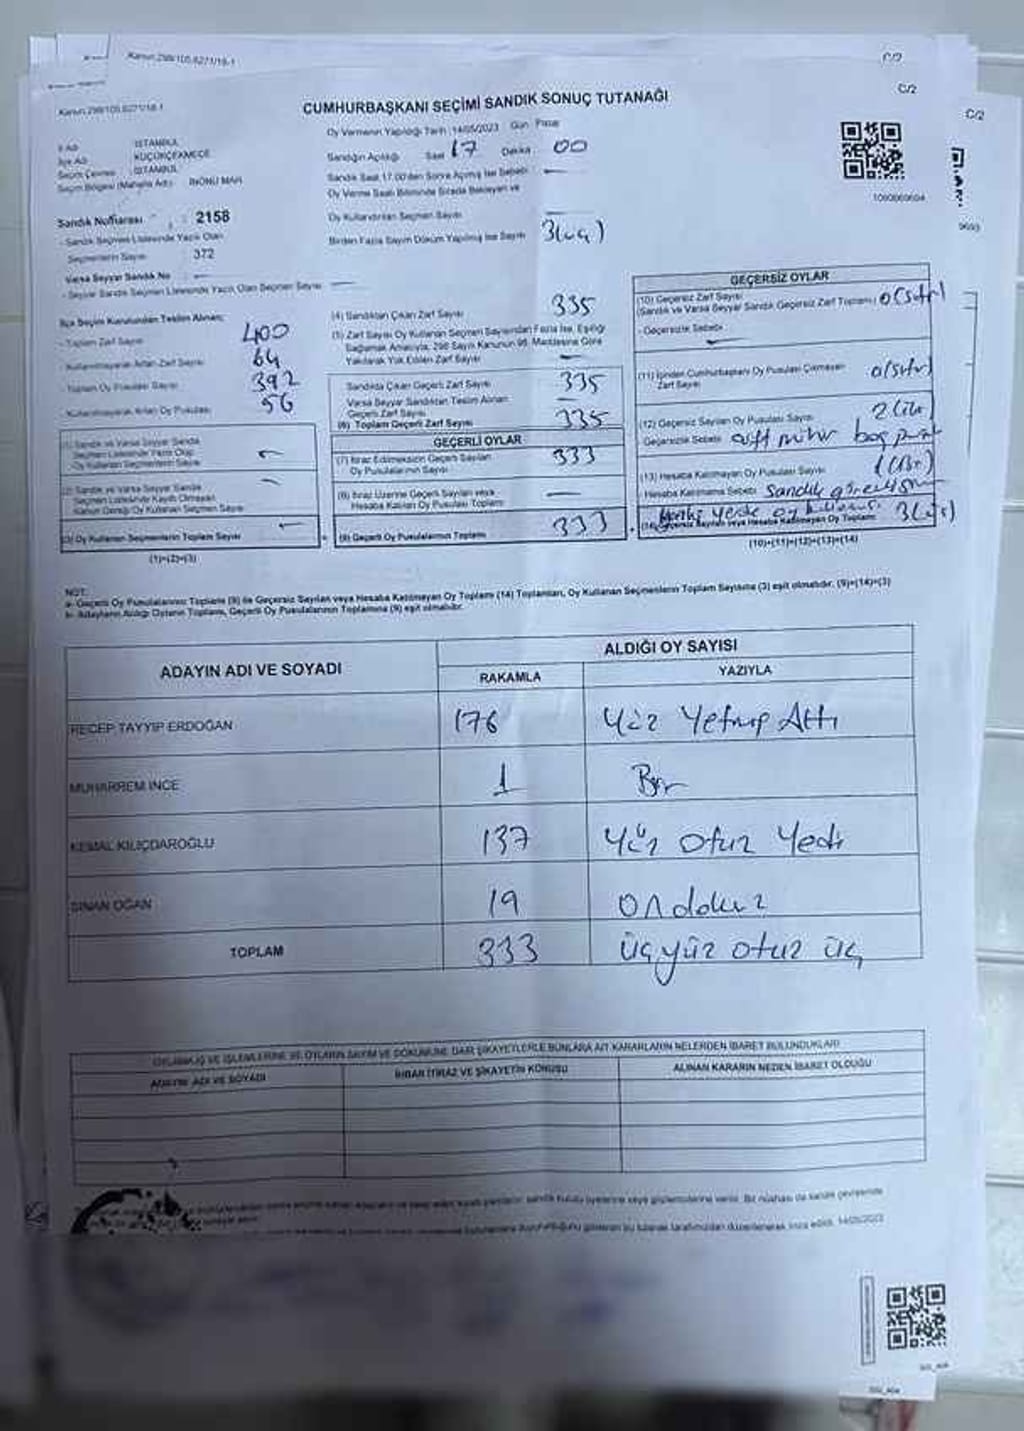 Kanun 298/105,6271/18-1
C/2
C/2
C/2
Kanun 298/105,6271/18-1
CUMHURBAŞKANI SEÇİMİ SANDIK SONUÇ TUTANAĞI
İl Adı : İSTANBUL
İlçe Adı : KÜÇÜKÇEKMECE
Seçim Çevresi : İSTANBUL
Seçim Bölgesi (Mahalle Adı) : İNÖNÜ MAH.
Sandık Numarası : 2158
- Sandık Seçmen Listesinde Yazılı Olan
Seçmenlerin Sayısı 372
Varsa Seyyar Sandık No : —
- Seyyar Sandık Seçmen Listesinde Yazılı Olan Seçmen Sayısı —
Oy Vermenin Yapıldığı Tarih : 14/05/2023 Gün : Pazar
Sandığın Açılışı Saat 17 Dakika 00
Sandık Saat 17.00'den Sonra Açılmış İse Sebebi : —
Oy Verme Saati Bitiminde Sırada Bekleyen ve
Oy Kullandırılan Seçmen Sayısı —
Birden Fazla Sayım Döküm Yapılmış İse Sayısı 3(üç)
İlçe Seçim Kurulundan Teslim Alınan;
- Toplam Zarf Sayısı 400
- Kullanılmayarak Artan Zarf Sayısı 64
- Toplam Oy Pusulası Sayısı 392
- Kullanılmayarak Artan Oy Pusulası 56
(1) Sandık ve Varsa Seyyar Sandık
Seçmen Listesinde Yazılı Olup
Oy Kullanan Seçmenlerin Sayısı —
(2) Sandık ve Varsa Seyyar Sandık
Seçmen Listesinde Kayıtlı Olmayan
Kanun Gereği Oy Kullanan Seçmen Sayısı —
(3) Oy Kullanan Seçmenlerin Toplam Sayısı —
(1)+(2)=(3)
(4) Sandıktan Çıkan Zarf Sayısı 335
(5) Zarf Sayısı Oy Kullanan Seçmen Sayısından Fazla İse, Eşitliği
Sağlamak Amacıyla, 298 Sayılı Kanunun 98. Maddesine Göre
Yakılarak Yok Edilen Zarf Sayısı —
Sandıkta Çıkan Geçerli Zarf Sayısı 335
Varsa Seyyar Sandıktan Teslim Alınan
Geçerli Zarf Sayısı —
(6) Toplam Geçerli Zarf Sayısı 335
GEÇERLİ OYLAR
(7) İtiraz Edilmeksizin Geçerli Sayılan
Oy Pusulalarının Sayısı 333
(8) İtiraz Üzerine Geçerli Sayılan veya
Hesaba Katılan Oy Pusulası Toplamı —
(9) Geçerli Oy Pusulalarının Toplamı 333
GEÇERSİZ OYLAR
(10) Geçersiz Zarf Sayısı
(Sandık ve Varsa Seyyar Sandık Geçersiz Zarf Toplamı) 0(sıfır)
- Geçersizlik Sebebi :
—
(11) İçinden Cumhurbaşkanı Oy Pusulası Çıkmayan
Zarf Sayısı 0(sıfır)
(12) Geçersiz Sayılan Oy Pusulası Sayısı 2(iki)
Geçersizlik Sebebi : çift mühür boş pusula
(13) Hesaba Katılmayan Oy Pusulası Sayısı 1(Bir)
Hesaba Katılmama Sebebi : Sandık görevlisinin
yerde oy kullanması
(14) Geçersiz Sayılan veya Hesaba Katılmayan Oy Toplamı 3(üç)
(10)+(11)+(12)+(13)=(14)
NOT:
a- Geçerli Oy Pusulalarının Toplamı (9) ile Geçersiz Sayılan veya Hesaba Katılmayan Oy Toplamı (14) Toplamları, Oy Kullanan Seçmenlerin Toplam Sayısına (3) eşit olmalıdır. (9)+(14)=(3)
b- Adayların Aldığı Oyların Toplamı, Geçerli Oy Pusulalarının Toplamına (9) eşit olmalıdır.
ADAYIN ADI VE SOYADI
ALDIĞI OY SAYISI
RAKAMLA YAZIYLA
RECEP TAYYİP ERDOĞAN 176 Yüz Yetmiş Altı
MUHARREM İNCE 1 Bir
KEMAL KILIÇDAROĞLU 137 Yüz Otuz Yedi
SİNAN OĞAN 19 Ondokuz
TOPLAM 333 üçyüz otuz üç
OYLAMA İŞ VE İŞLEMLERİNE VE OYLARIN SAYIM VE DÖKÜMÜNE DAİR ŞİKAYETLERLE BUNLARA AİT KARARLARIN NELERDEN İBARET BULUNDUKLARI
ADAYIN ADI VE SOYADI
İHBAR İTİRAZ VE ŞİKAYETİN KONUSU
ALINAN KARARIN NEDEN İBARET OLDUĞU